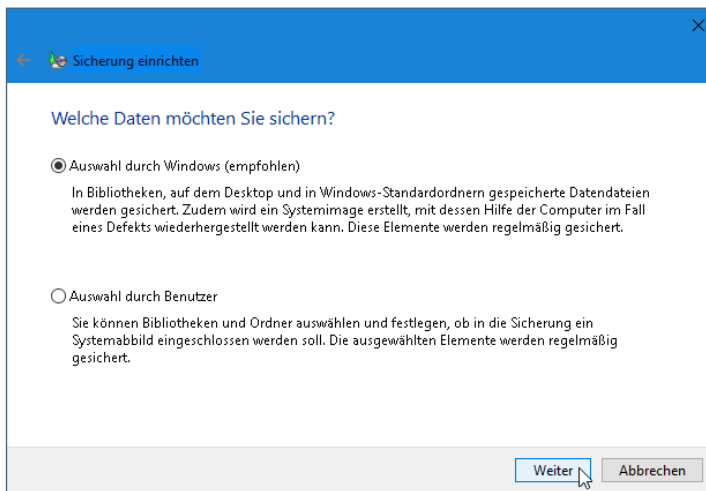 Sicherung einrichten
Welche Daten möchten Sie sichern?
Auswahl durch Windows (empfohlen)
In Bibliotheken, auf dem Desktop und in Windows-Standardordnern gespeicherte Datendateien
werden gesichert. Zudem wird ein Systemimage erstellt, mit dessen Hilfe der Computer im Fall
eines Defekts wiederhergestellt werden kann. Diese Elemente werden regelmäßig gesichert.
Auswahl durch Benutzer
Sie können Bibliotheken und Ordner auswählen und festlegen, ob in die Sicherung ein
Systemabbild eingeschlossen werden soll. Die ausgewählten Elemente werden regelmäßig
gesichert.
Weiter
Abbrechen